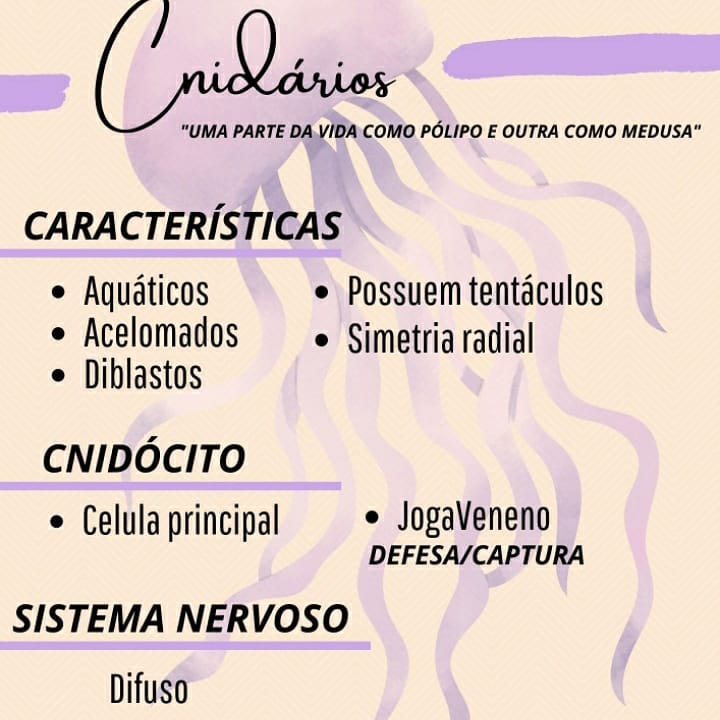 Cnidários
"UMA PARTE DA VIDA COMO PÓLIPO E OUTRA COMO MEDUSA"
CARACTERÍSTICAS
• Aquáticos
• Acelomados
• Diblastos
• Possuem tentáculos
• Simetria radial
CNIDÓCITO
• Celula principal
• JogaVeneno
DEFESA/CAPTURA
SISTEMA NERVOSO
Difuso